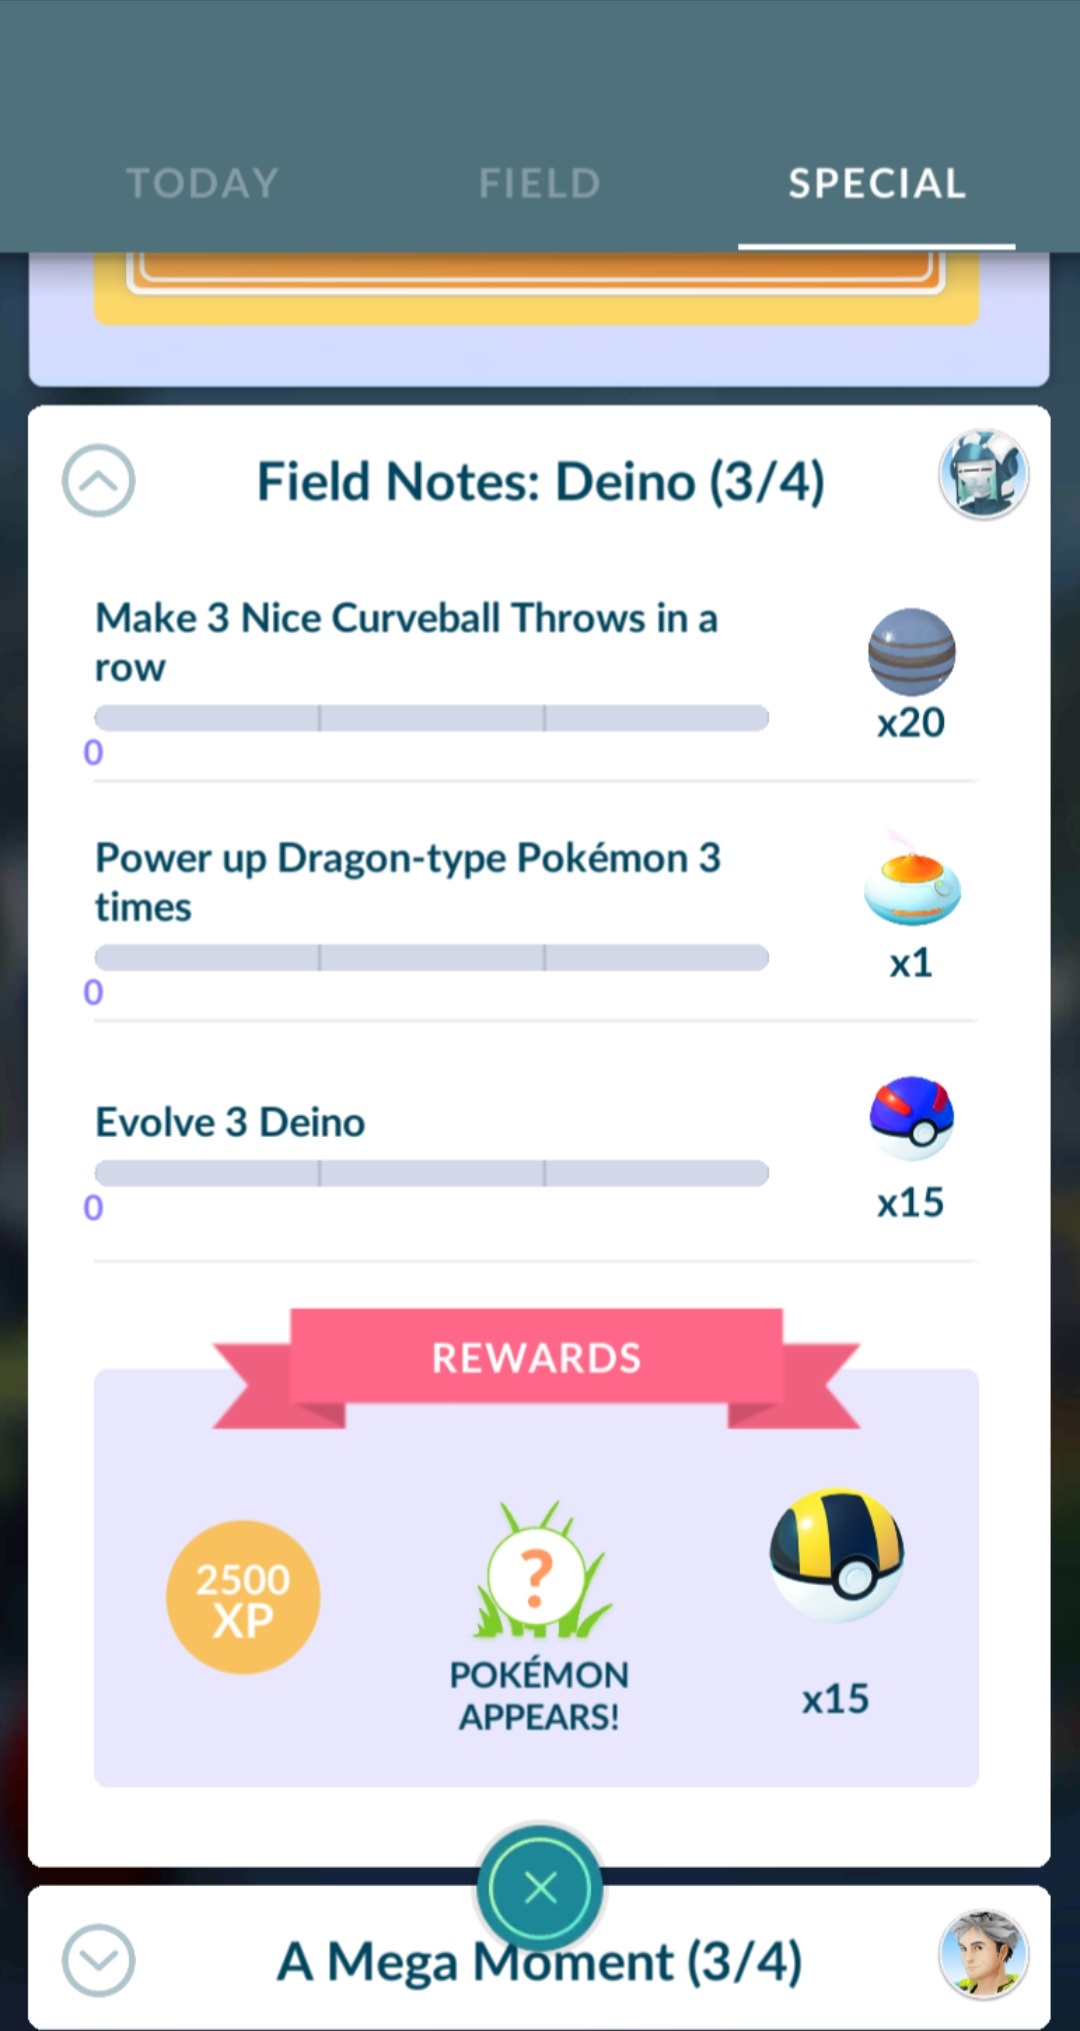 TODAY
FIELD
SPECIAL
Field Notes: Deino (3/4)
Make 3 Nice Curveball Throws in a
row
x20
0
Power up Dragon-type Pokémon 3
times
x1
0
Evolve 3 Deino
x15
0
REWARDS
2500
XP
?
POKÉMON
APPEARS!
x15
A Mega Moment (3/4)